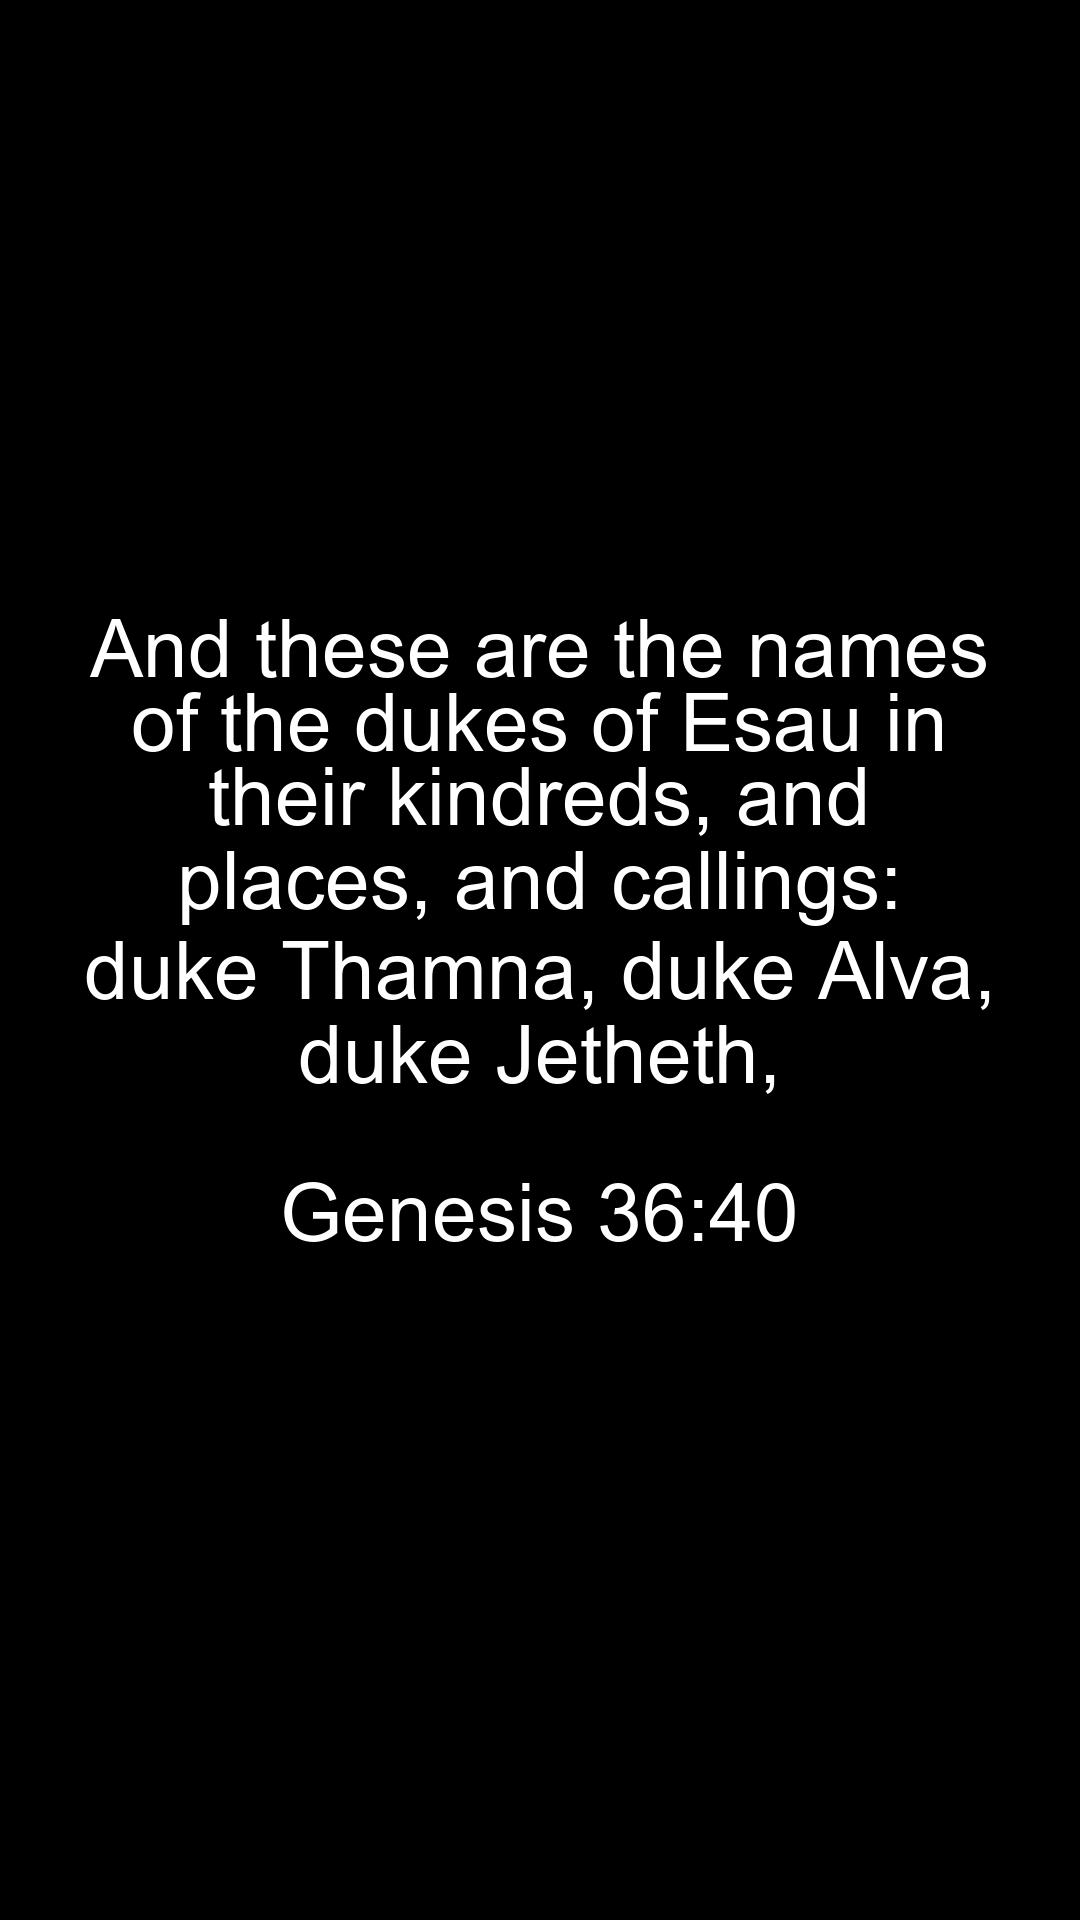 And these are the names
of the dukes of Esau in
their kindreds, and
places, and callings:
duke Thamna, duke Alva,
duke Jetheth,
Genesis 36:40